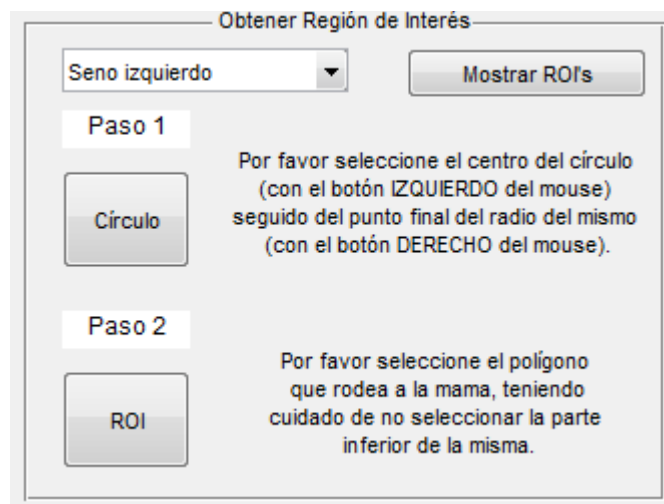 Obtener Región de Interés
Seno izquierdo
Mostrar ROI's
Paso 1
Círculo
Por favor seleccione el centro del círculo
(con el botón IZQUIERDO del mouse)
seguido del punto final del radio del mismo
(con el botón DERECHO del mouse).
Paso 2
ROI
Por favor seleccione el polígono
que rodea a la mama, teniendo
cuidado de no seleccionar la parte
inferior de la misma.